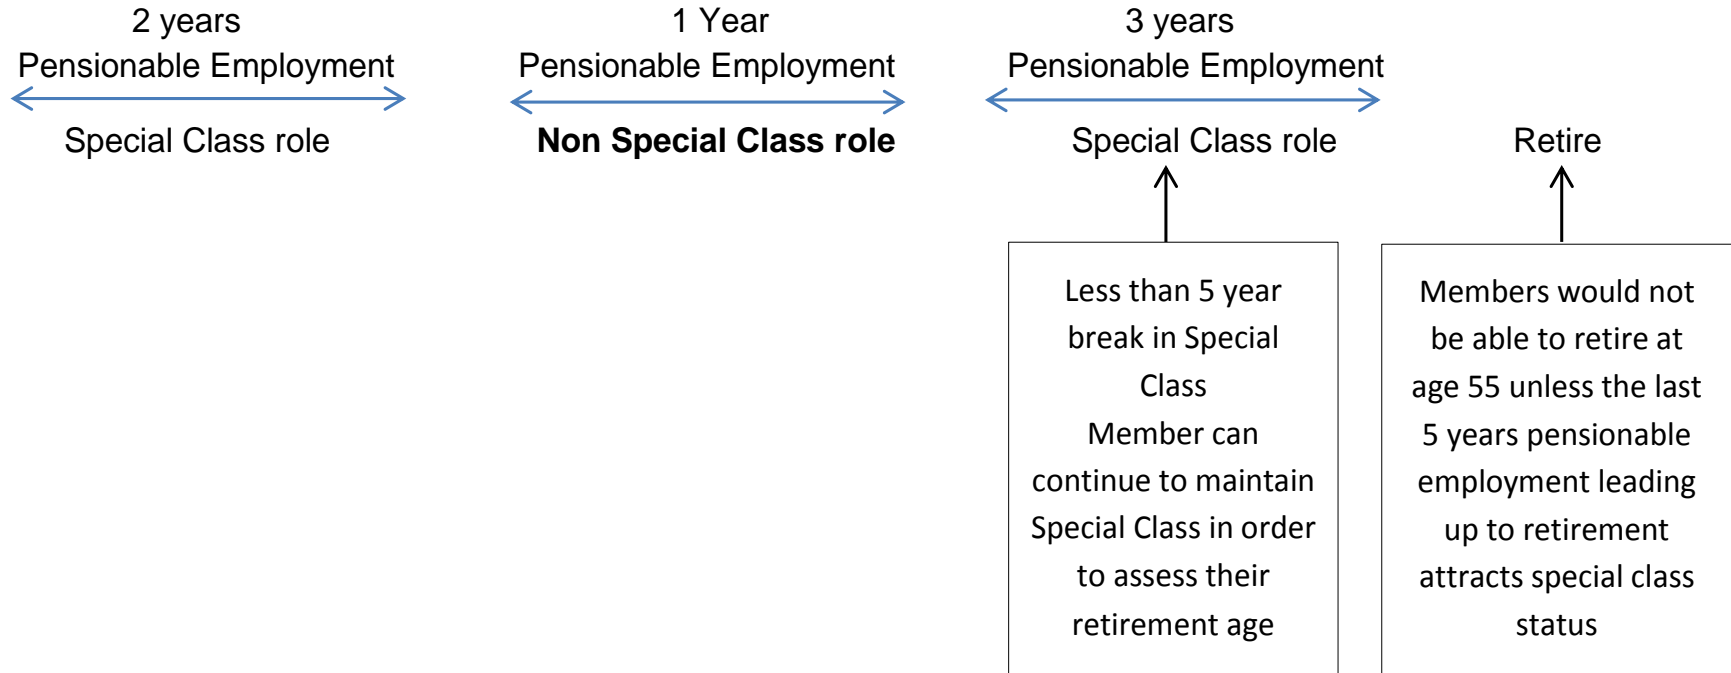 2 years
Pensionable Employment
Special Class role
1 Year
Pensionable Employment
Non Special Class role
3 years
Pensionable Employment
Special Class role
Retire
Less than 5 year
break in Special
Class
Member can
continue to maintain
Special Class in order
to assess their
retirement age
Members would not
be able to retire at
age 55 unless the last
5 years pensionable
employment leading
up to retirement
attracts special class
status